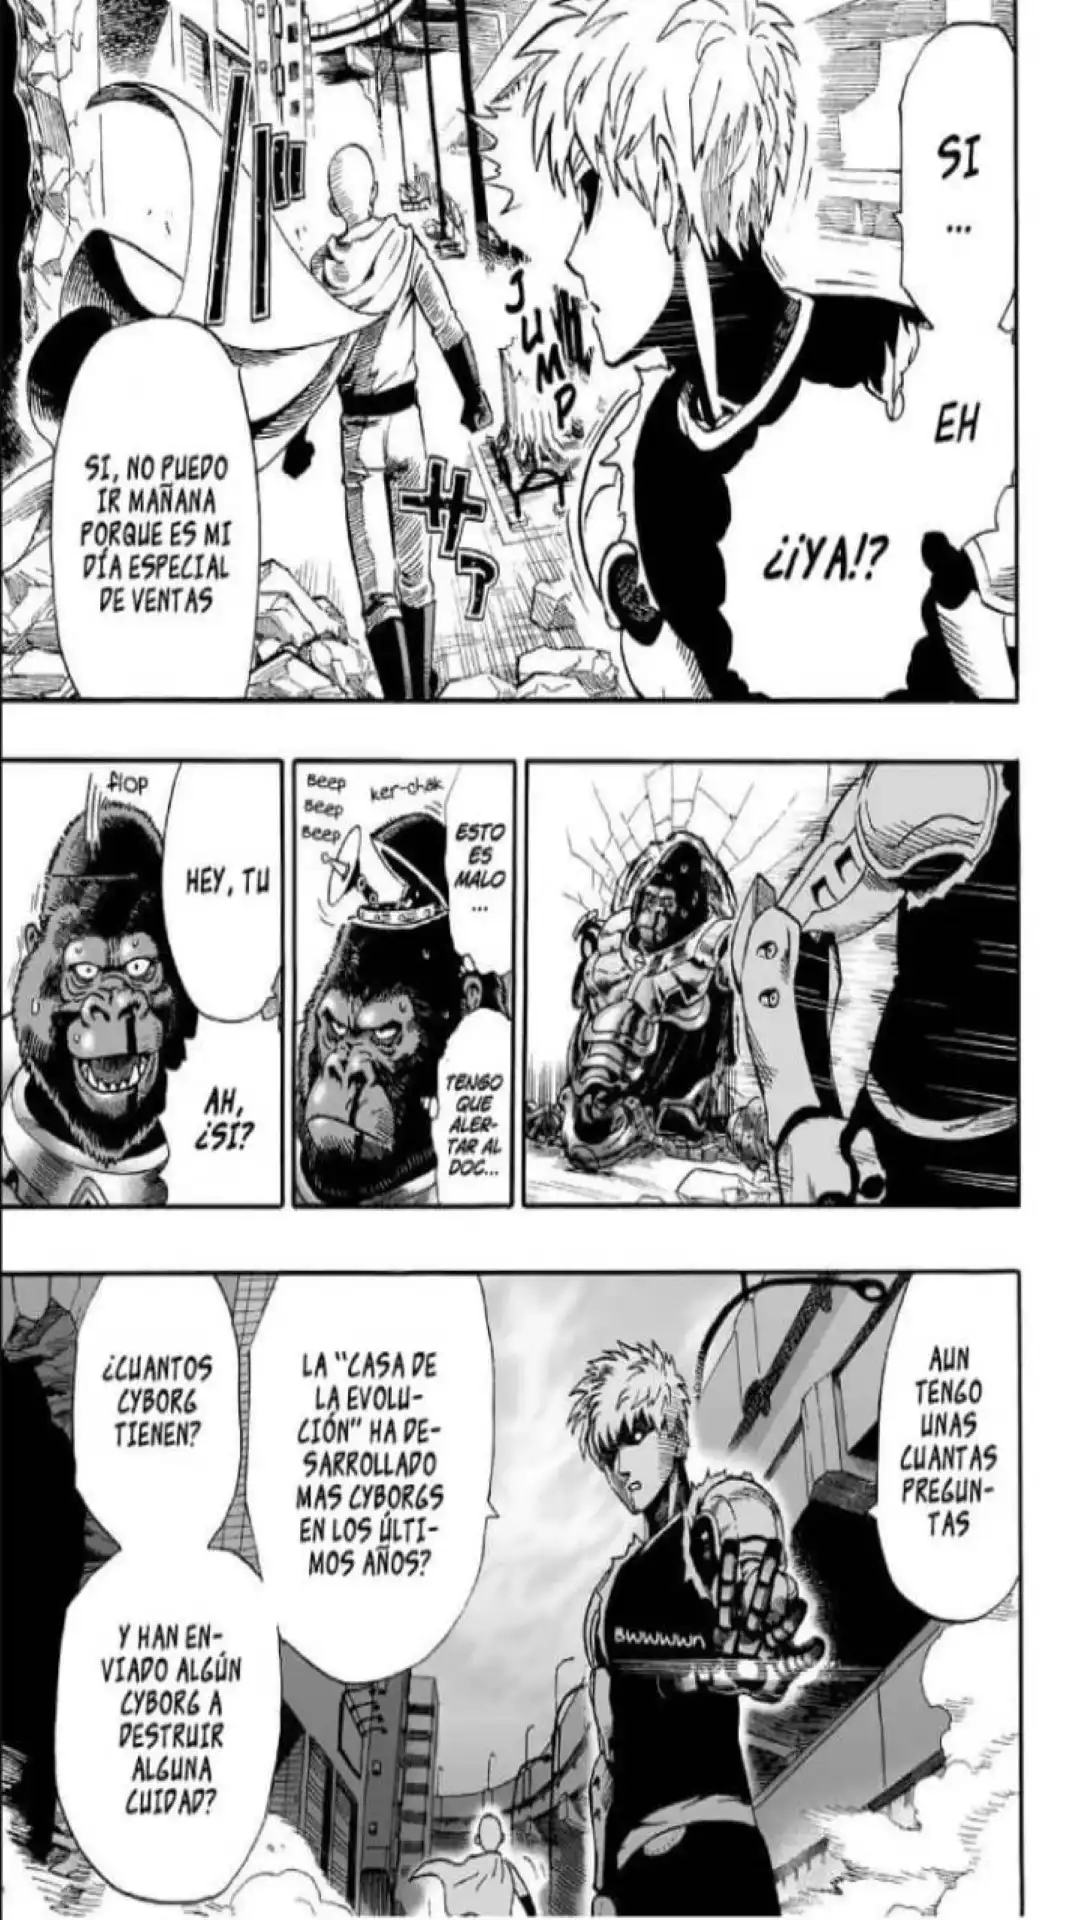 SI
...
EH
¿¡YA!?
JUMP
SI, NO PUEDO
IR MAÑANA
PORQUE ES MI
DÍA ESPECIAL
DE VENTAS
ESTO
ES
MALO
...
Beep
Beep
Beep
ker-chak
TENGO
QUE
ALER-
TAR AL
DOC...
flop
HEY, TU
AH,
¿SI?
AUN
TENGO
UNAS
CUANTAS
PREGUN-
TAS
LA "CASA DE
LA EVOLU-
CIÓN" HA DE-
SARROLLADO
MAS CYBORGS
EN LOS ÚLTI-
MOS AÑOS?
¿CUANTOS
CYBORG
TIENEN?
Y HAN EN-
VIADO ALGÚN
CYBORG A
DESTRUIR
ALGUNA
CUIDAD?
Bwwwwn